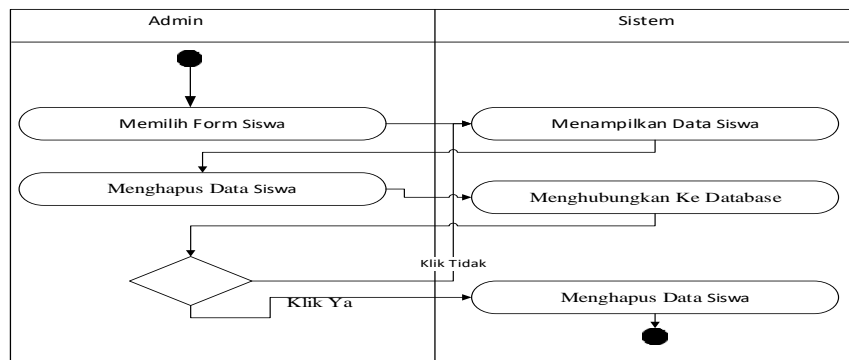 Admin
Sistem
Memilih Form Siswa
Menampilkan Data Siswa
Menghapus Data Siswa
Menghubungkan Ke Database
Klik Tidak
Klik Ya
Menghapus Data Siswa